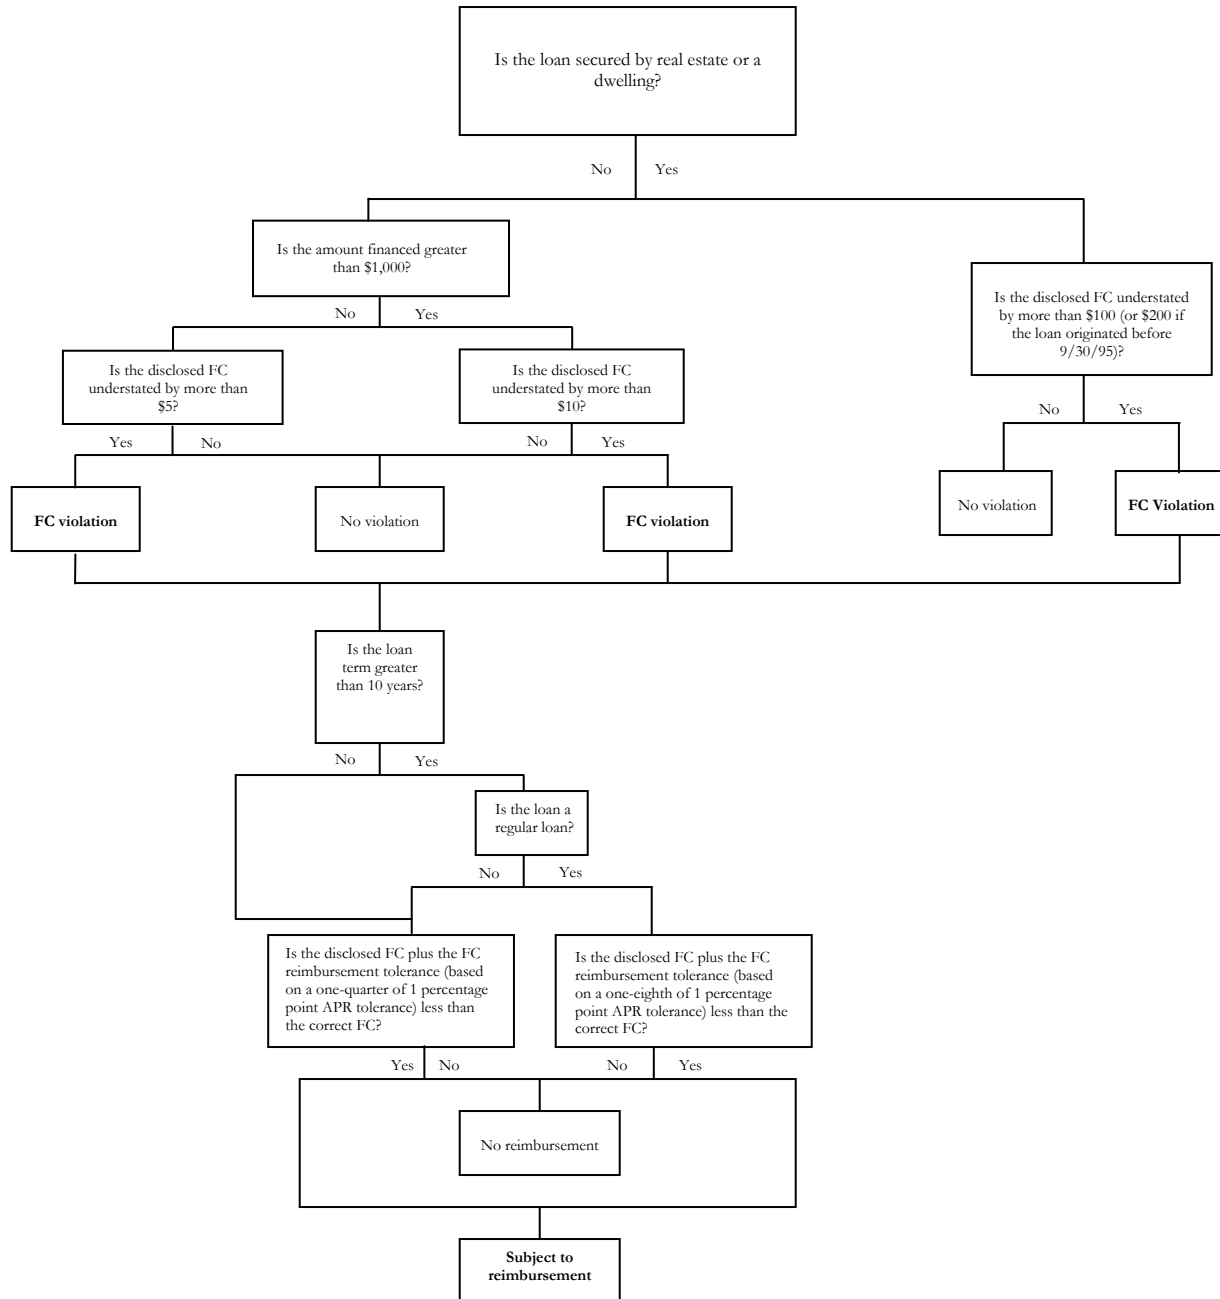 Is the loan secured by real estate or a
dwelling?
No
Yes
Is the amount financed greater
than $1,000?
No
Yes
Is the disclosed FC understated
by more than $100 (or $200 if
the loan originated before
9/30/95)?
Is the disclosed FC
understated by more than
$5?
Is the disclosed FC
understated by more than
$10?
Yes
No
No
Yes
No
Yes
FC violation
No violation
FC violation
No violation
FC Violation
Is the loan
term greater
than 10 years?
No
Yes
Is the loan a
regular loan?
No
Yes
Is the disclosed FC plus the FC
reimbursement tolerance (based
on a one-quarter of 1 percentage
point APR tolerance) less than
the correct FC?
Is the disclosed FC plus the FC
reimbursement tolerance (based
on a one-eighth of 1 percentage
point APR tolerance) less than the
correct FC?
Yes
No
No
Yes
No reimbursement
Subject to
reimbursement